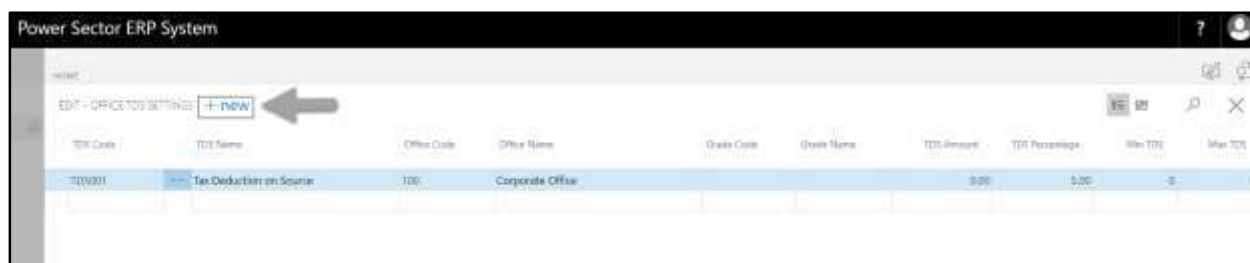 Power Sector ERP System ?
HOME
EDIT - OFFICE TDS SETTINGS + new
TDS Code TDS Name Office Code Office Name Grade Code Grade Name TDS Amount TDS Percentage Min TDS Max TDS
TDS001 ... Tax Deduction on Source 100 Corporate Office 0.00 5.00 0